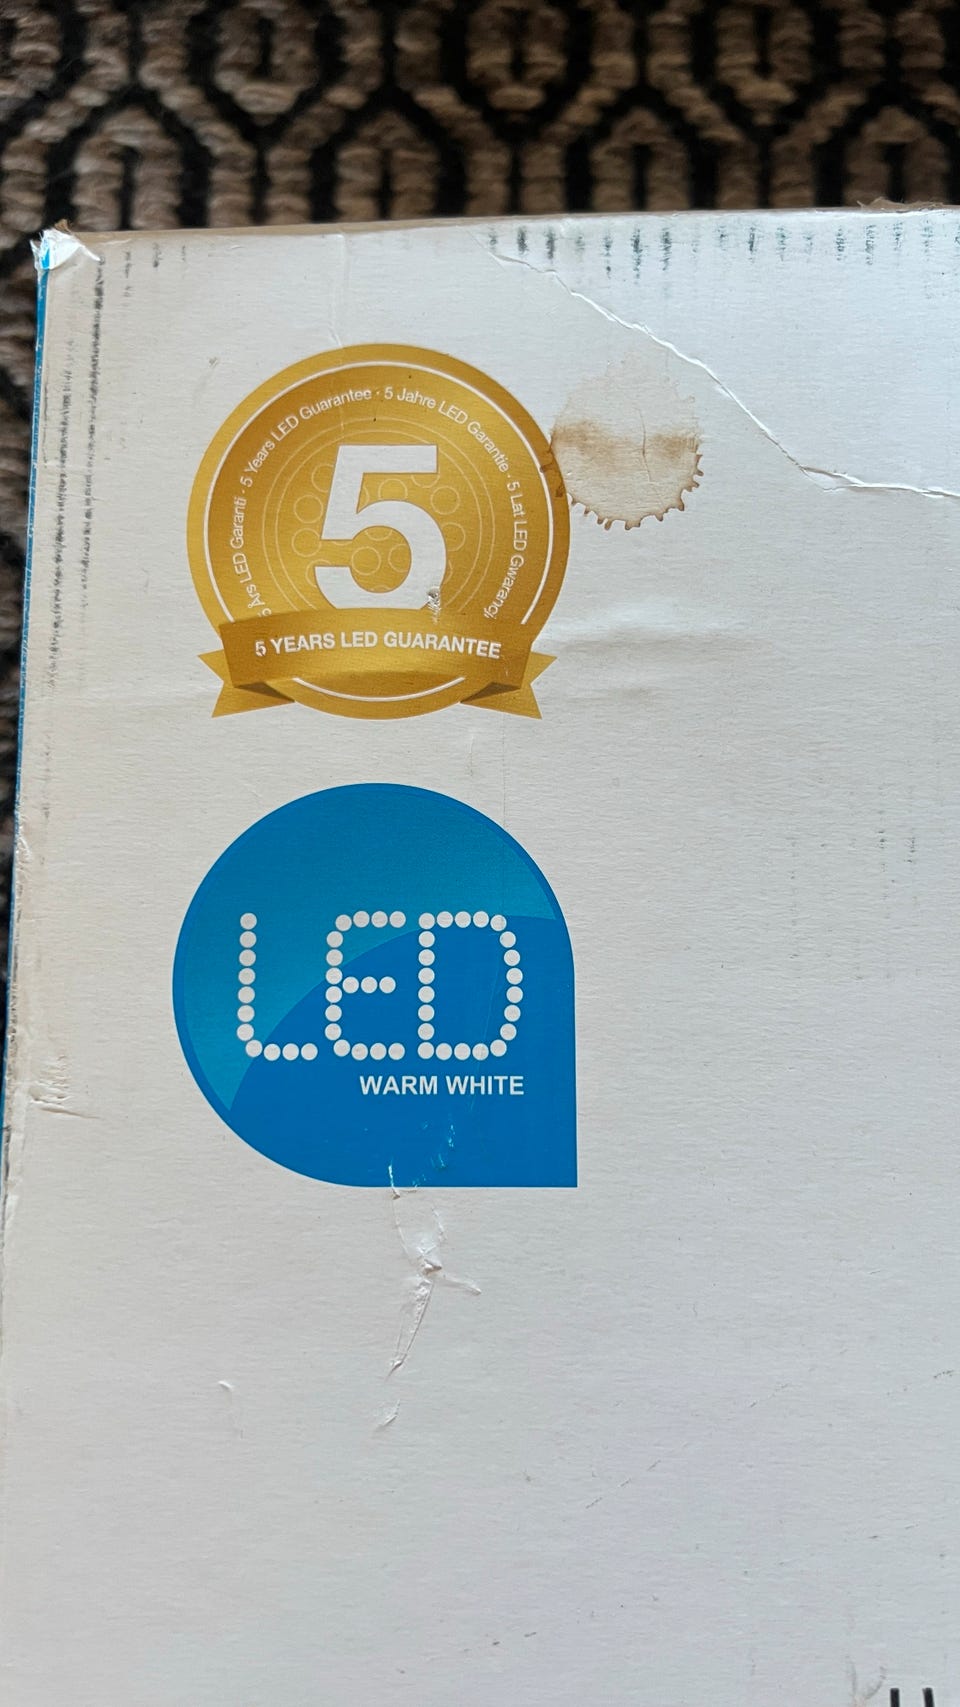 5 Års LED Garanti · 5 Years LED Guarantee · 5 Jahre LED Garantie · 5 Lat LED Gwarancji
5
5 YEARS LED GUARANTEE
LED
WARM WHITE